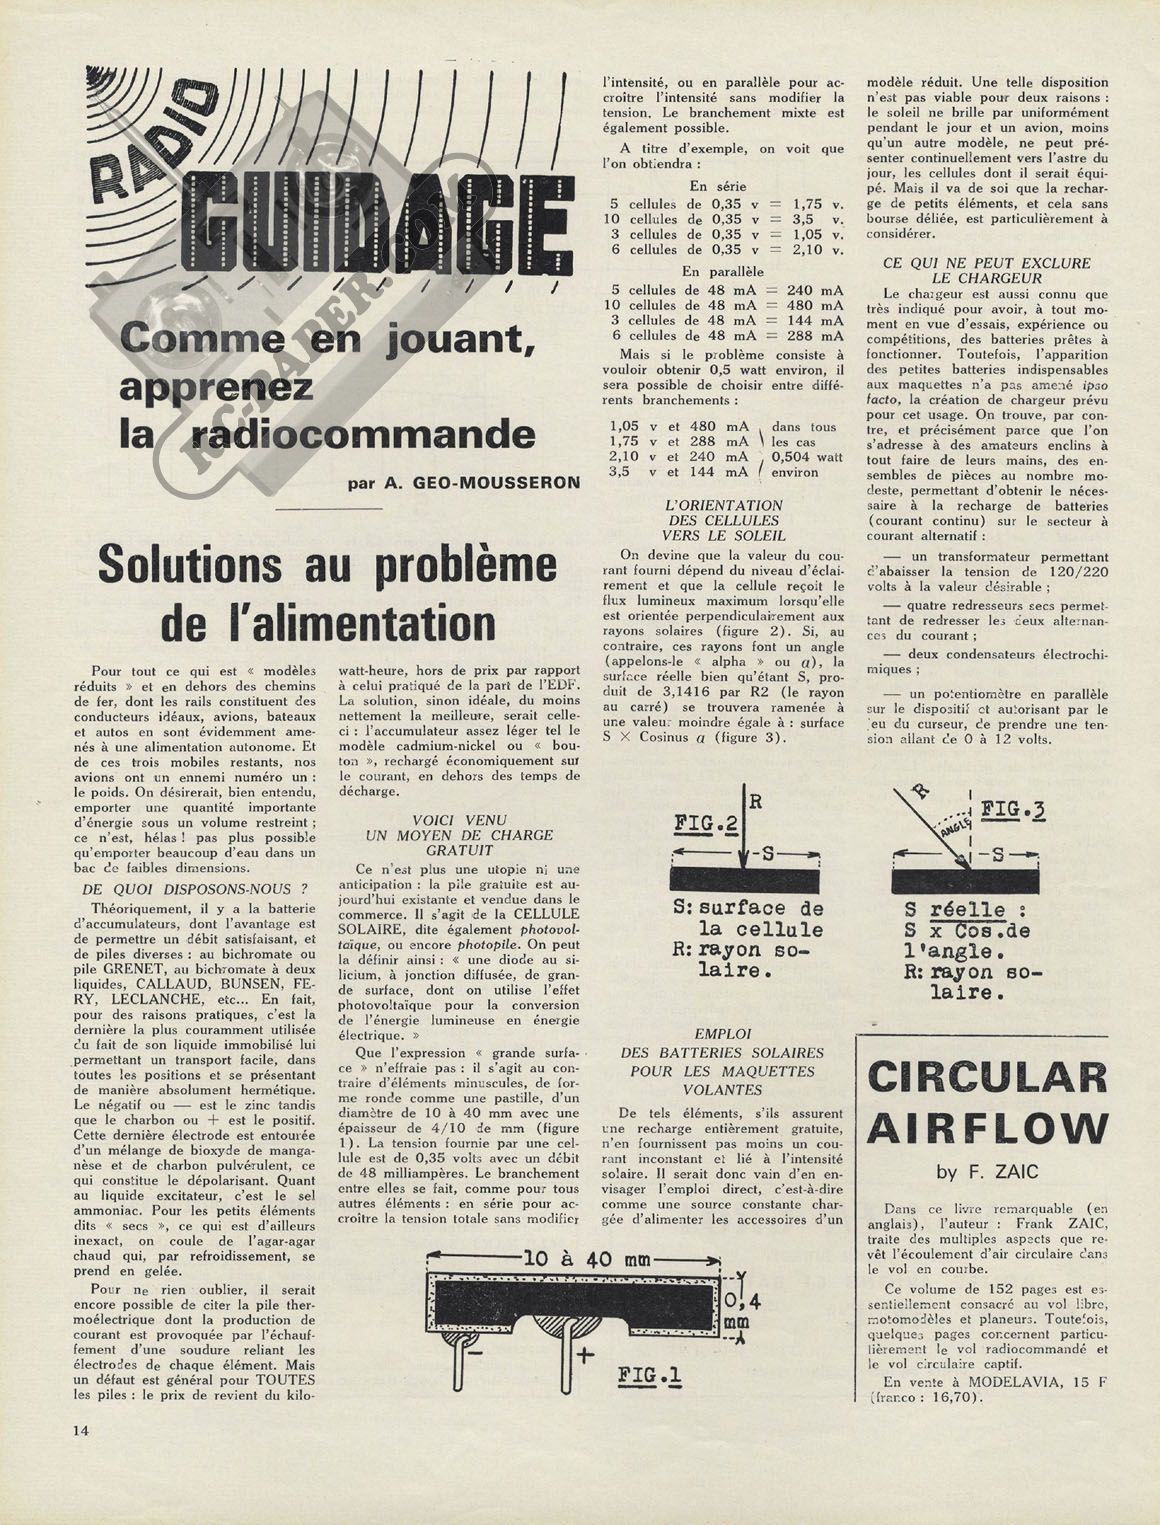 RADIO
GUIDAGE
RC-PAPER.COM
Comme en jouant,
apprenez
la radiocommande
par A. GEO-MOUSSERON
Solutions au problème
de l'alimentation
Pour tout ce qui est « modèles
réduits » et en dehors des chemins
de fer, dont les rails constituent des
conducteurs idéaux, avions, bateaux
et autos en sont évidemment ame-
nés à une alimentation autonome. Et
de ces trois mobiles restants, nos
avions ont un ennemi numéro un :
le poids. On désirerait, bien entendu,
emporter une quantité importante
d'énergie sous un volume restreint ;
ce n'est, hélas ! pas plus possible
qu'emporter beaucoup d'eau dans un
bac de faibles dimensions.
DE QUOI DISPOSONS-NOUS ?
Théoriquement, il y a la batterie
d'accumulateurs, dont l'avantage est
de permettre un débit satisfaisant, et
de piles diverses : au bichromate ou
pile GRENET, au bichromate à deux
liquides, CALLAUD, BUNSEN, FE-
RY, LECLANCHE, etc... En fait,
pour des raisons pratiques, c'est la
dernière la plus couramment utilisée
du fait de son liquide immobilisé lui
permettant un transport facile, dans
toutes les positions et se présentant
de manière absolument hermétique.
Le négatif ou — est le zinc tandis
que le charbon ou + est le positif.
Cette dernière électrode est entourée
d'un mélange de bioxyde de manga-
nèse et de charbon pulvérulent, ce
qui constitue le dépolarisant. Quant
au liquide excitateur, c'est le sel
ammoniac. Pour les petits éléments
dits « secs », ce qui est d'ailleurs
inexact, on coule de l'agar-agar
chaud qui, par refroidissement, se
prend en gelée.
Pour ne rien oublier, il serait
encore possible de citer la pile ther-
moélectrique dont la production de
courant est provoquée par l'échauf-
fement d'une soudure reliant les
électrodes de chaque élément. Mais
un défaut est général pour TOUTES
les piles : le prix de revient du kilo-
watt-heure, hors de prix par rapport
à celui pratiqué de la part de l'EDF.
La solution, sinon idéale, du moins
nettement la meilleure, serait celle-
ci : l'accumulateur assez léger tel le
modèle cadmium-nickel ou « bou-
ton », rechargé économiquement sur
le courant, en dehors des temps de
décharge.
VOICI VENU
UN MOYEN DE CHARGE
GRATUIT
Ce n'est plus une utopie ni une
anticipation : la pile gratuite est au-
jourd'hui existante et vendue dans le
commerce. Il s'agit de la CELLULE
SOLAIRE, dite également photovol-
taïque, ou encore photopile. On peut
la définir ainsi : « une diode au si-
licium, à jonction diffusée, de gran-
de surface, dont on utilise l'effet
photovoltaïque pour la conversion
de l'énergie lumineuse en énergie
électrique. »
Que l'expression « grande surfa-
ce » n'effraie pas : il s'agit au con-
traire d'éléments minuscules, de for-
me ronde comme une pastille, d'un
diamètre de 10 à 40 mm avec une
épaisseur de 4/10 de mm (figure
1). La tension fournie par une cel-
lule est de 0,35 volts avec un débit
de 48 milliampères. Le branchement
entre elles se fait, comme pour tous
autres éléments : en série pour ac-
croître la tension totale sans modifier
l'intensité, ou en parallèle pour ac-
croître l'intensité sans modifier la
tension. Le branchement mixte est
également possible.
A titre d'exemple, on voit que
l'on obtiendra :
En série
5 cellules de 0,35 v = 1,75 v.
10 cellules de 0,35 v = 3,5 v.
3 cellules de 0,35 v = 1,05 v.
6 cellules de 0,35 v = 2,10 v.
En parallèle
5 cellules de 48 mA = 240 mA
10 cellules de 48 mA = 480 mA
3 cellules de 48 mA = 144 mA
6 cellules de 48 mA = 288 mA
Mais si le problème consiste à
vouloir obtenir 0,5 watt environ, il
sera possible de choisir entre diffé-
rents branchements :
1,05 v et 480 mA dans tous
1,75 v et 288 mA les cas
2,10 v et 240 mA 0,504 watt
3,5 v et 144 mA environ
L'ORIENTATION
DES CELLULES
VERS LE SOLEIL
On devine que la valeur du cou-
rant fourni dépend du niveau d'éclai-
rement et que la cellule reçoit le
flux lumineux maximum lorsqu'elle
est orientée perpendiculairement aux
rayons solaires (figure 2). Si, au
contraire, ces rayons font un angle
(appelons-le « alpha » ou α), la
surface réelle bien qu'étant S, pro-
duit de 3,1416 par R2 (le rayon
au carré) se trouvera ramenée à
une valeur moindre égale à : surface
S × Cosinus α (figure 3).
FIG.2
R
S
S: surface de
la cellule
R: rayon so-
laire.
EMPLOI
DES BATTERIES SOLAIRES
POUR LES MAQUETTES
VOLANTES
De tels éléments, s'ils assurent
une recharge entièrement gratuite,
n'en fournissent pas moins un cou-
rant inconstant et lié à l'intensité
solaire. Il serait donc vain d'en en-
visager l'emploi direct, c'est-à-dire
comme une source constante char-
gée d'alimenter les accessoires d'un
modèle réduit. Une telle disposition
n'est pas viable pour deux raisons :
le soleil ne brille par uniformément
pendant le jour et un avion, moins
qu'un autre modèle, ne peut pré-
senter continuellement vers l'astre du
jour, les cellules dont il serait équi-
pé. Mais il va de soi que la rechar-
ge de petits éléments, et cela sans
bourse déliée, est particulièrement à
considérer.
CE QUI NE PEUT EXCLURE
LE CHARGEUR
Le chargeur est aussi connu que
très indiqué pour avoir, à tout mo-
ment en vue d'essais, expérience ou
compétitions, des batteries prêtes à
fonctionner. Toutefois, l'apparition
des petites batteries indispensables
aux maquettes n'a pas amené ipso
facto, la création de chargeur prévu
pour cet usage. On trouve, par con-
tre, et précisément parce que l'on
s'adresse à des amateurs enclins à
tout faire de leurs mains, des en-
sembles de pièces au nombre mo-
deste, permettant d'obtenir le néces-
saire à la recharge de batteries
(courant continu) sur le secteur à
courant alternatif :
— un transformateur permettant
d'abaisser la tension de 120/220
volts à la valeur désirable ;
— quatre redresseurs secs permet-
tant de redresser les deux alternan-
ces du courant ;
— deux condensateurs électrochi-
miques ;
— un potentiomètre en parallèle
sur le dispositif et autorisant par le
jeu du curseur, de prendre une ten-
sion allant de 0 à 12 volts.
R
ANGLE
FIG.3
S
S réelle :
S x Cos.de
l'angle.
R: rayon so-
laire.
10 à 40 mm
0,4
mm
-
+
FIG.1
CIRCULAR
AIRFLOW
by F. ZAIC
Dans ce livre remarquable (en
anglais), l'auteur : Frank ZAIC,
traite des multiples aspects que re-
vêt l'écoulement d'air circulaire dans
le vol en courbe.
Ce volume de 152 pages est es-
sentiellement consacré au vol libre,
motomodèles et planeurs. Toutefois,
quelques pages concernent particu-
lièrement le vol radiocommandé et
le vol circulaire captif.
En vente à MODELAVIA, 15 F
(franco : 16,70).
14